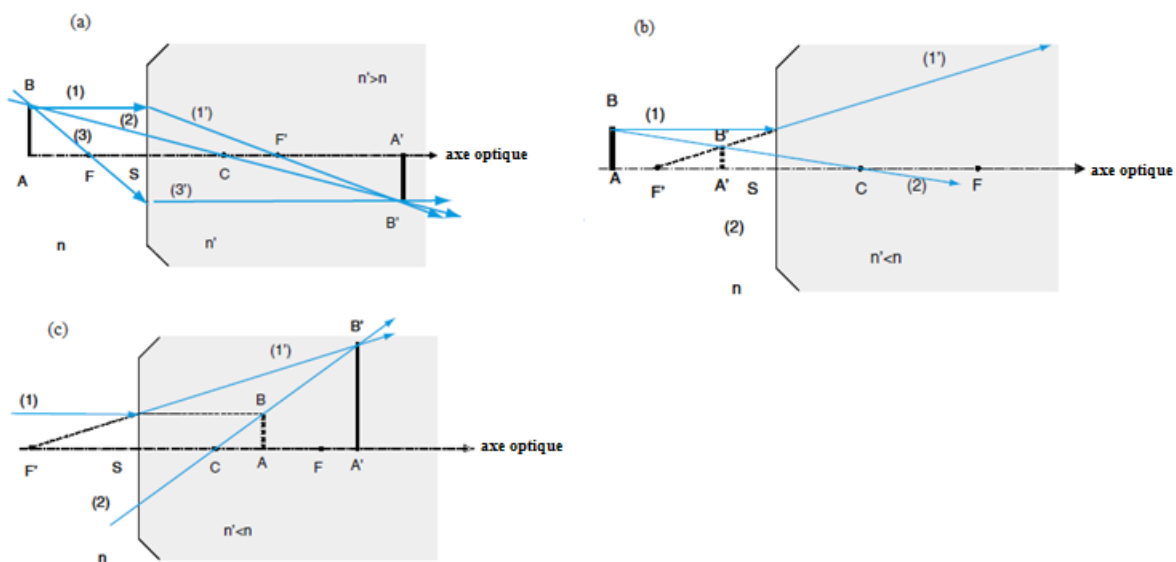 (a)
n'>n
B
(1)
(2)
(1')
(3)
F'
A'
axe optique
A
F
S
C
(3')
B'
n
n'
(b)
(1')
B
(1)
B'
axe optique
A
F'
A'
S
C
(2)
F
(2)
n'<n
n
(c)
B'
(1')
(1)
B
axe optique
F'
S
C
A
F
A'
(2)
n'<n
n